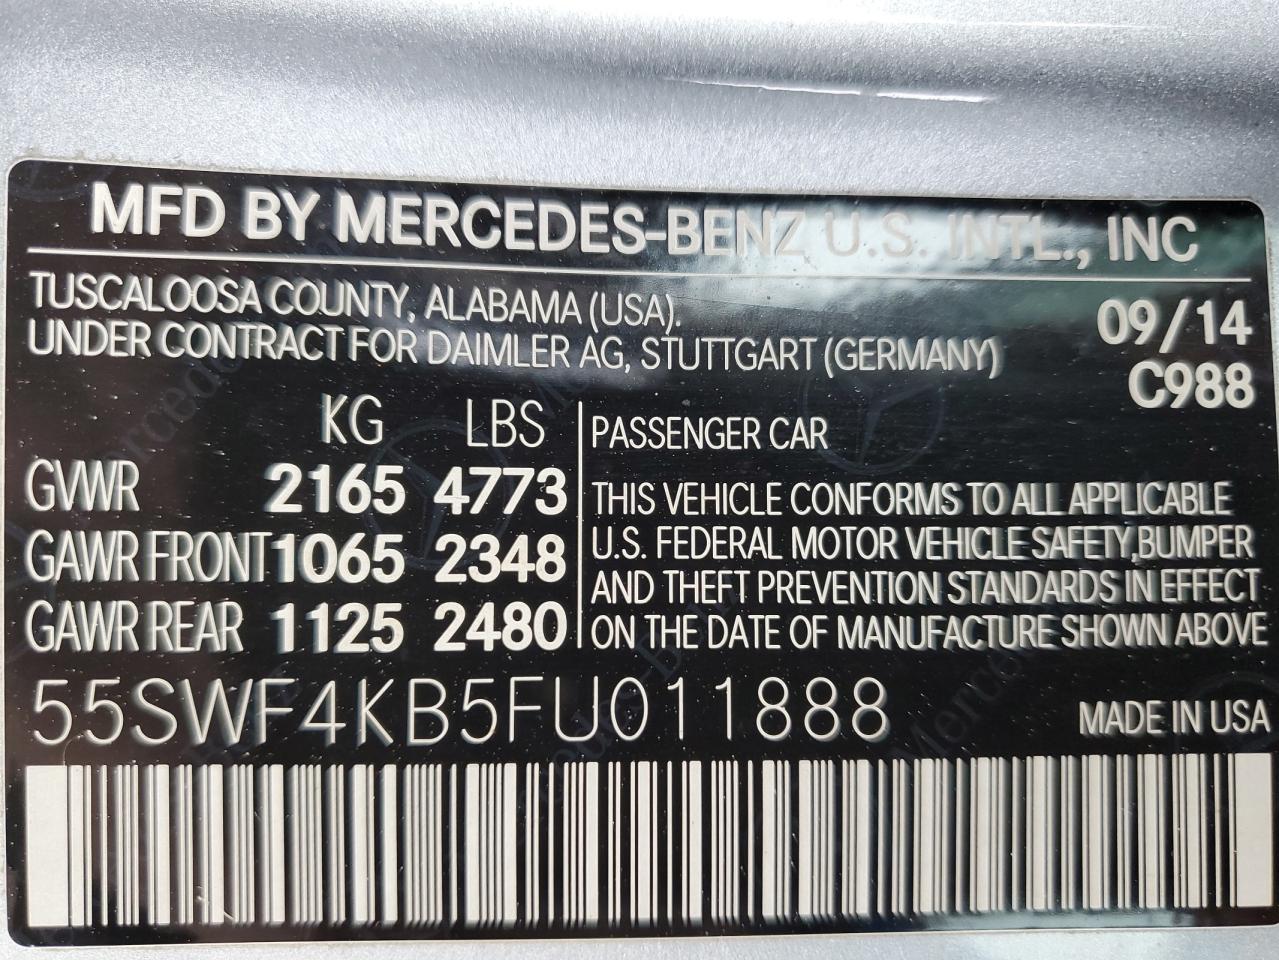 MFD BY MERCEDES-BENZ U.S. INTL., INC
TUSCALOOSA COUNTY, ALABAMA (USA).
UNDER CONTRACT FOR DAIMLER AG, STUTTGART (GERMANY)
09/14
C988
KG LBS
GVWR 2165 4773
GAWR FRONT 1065 2348
GAWR REAR 1125 2480
PASSENGER CAR
THIS VEHICLE CONFORMS TO ALL APPLICABLE
U.S. FEDERAL MOTOR VEHICLE SAFETY,BUMPER
AND THEFT PREVENTION STANDARDS IN EFFECT
ON THE DATE OF MANUFACTURE SHOWN ABOVE
55SWF4KB5FU011888
MADE IN USA